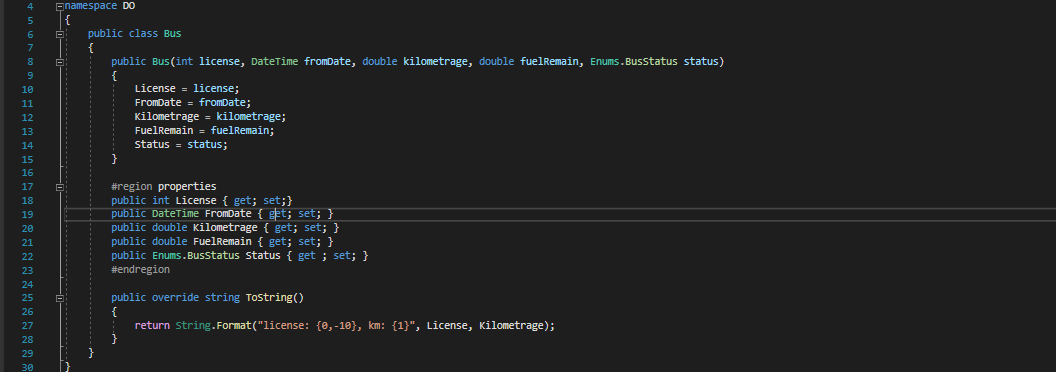 4 namespace DO
5 {
6 public class Bus
7 {
8 public Bus(int license, DateTime fromDate, double kilometrage, double fuelRemain, Enums.BusStatus status)
9 {
10 License = license;
11 FromDate = fromDate;
12 Kilometrage = kilometrage;
13 FuelRemain = fuelRemain;
14 Status = status;
15 }
16
17 #region properties
18 public int License { get; set;}
19 public DateTime FromDate { get; set; }
20 public double Kilometrage { get; set; }
21 public double FuelRemain { get; set; }
22 public Enums.BusStatus Status { get ; set; }
23 #endregion
24
25 public override string ToString()
26 {
27 return String.Format("license: {0,-10}, km: {1}", License, Kilometrage);
28 }
29 }
30 }